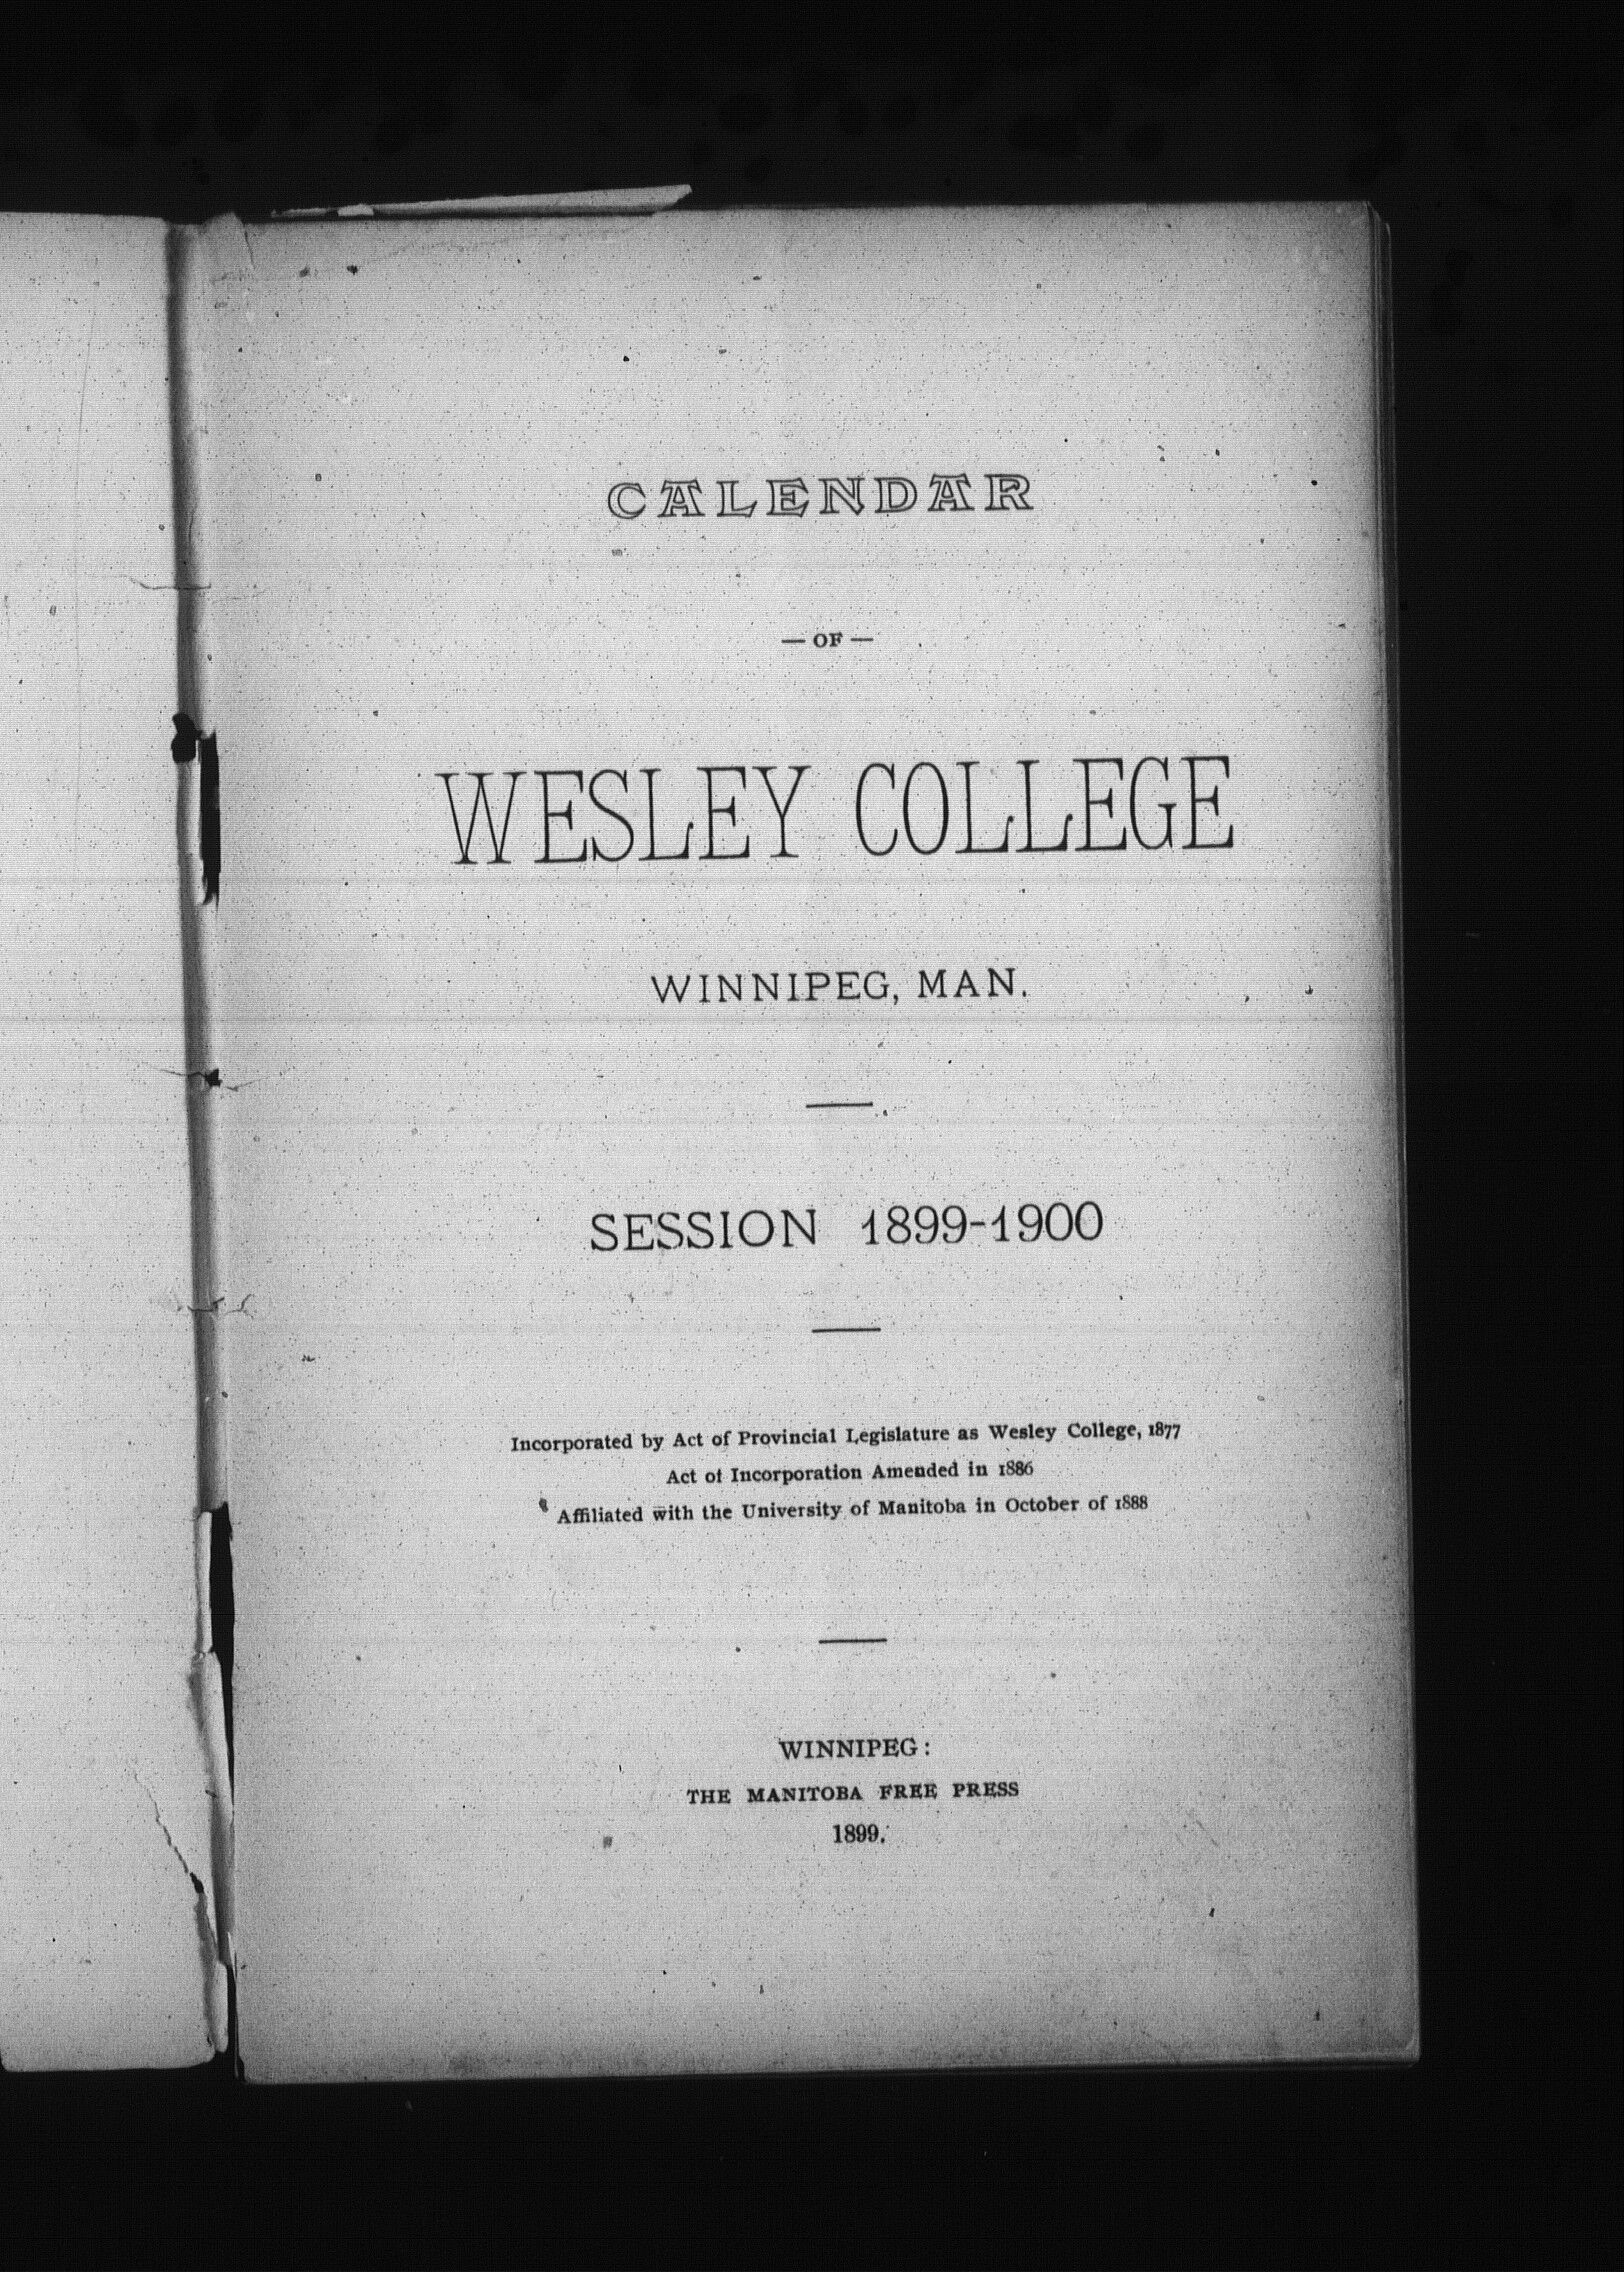 CALENDAR
— OF —
WESLEY COLLEGE
WINNIPEG, MAN.
SESSION 1899-1900
Incorporated by Act of Provincial Legislature as Wesley College, 1877
Act of Incorporation Amended in 1886
Affiliated with the University of Manitoba in October of 1888
WINNIPEG:
THE MANITOBA FREE PRESS
1899.